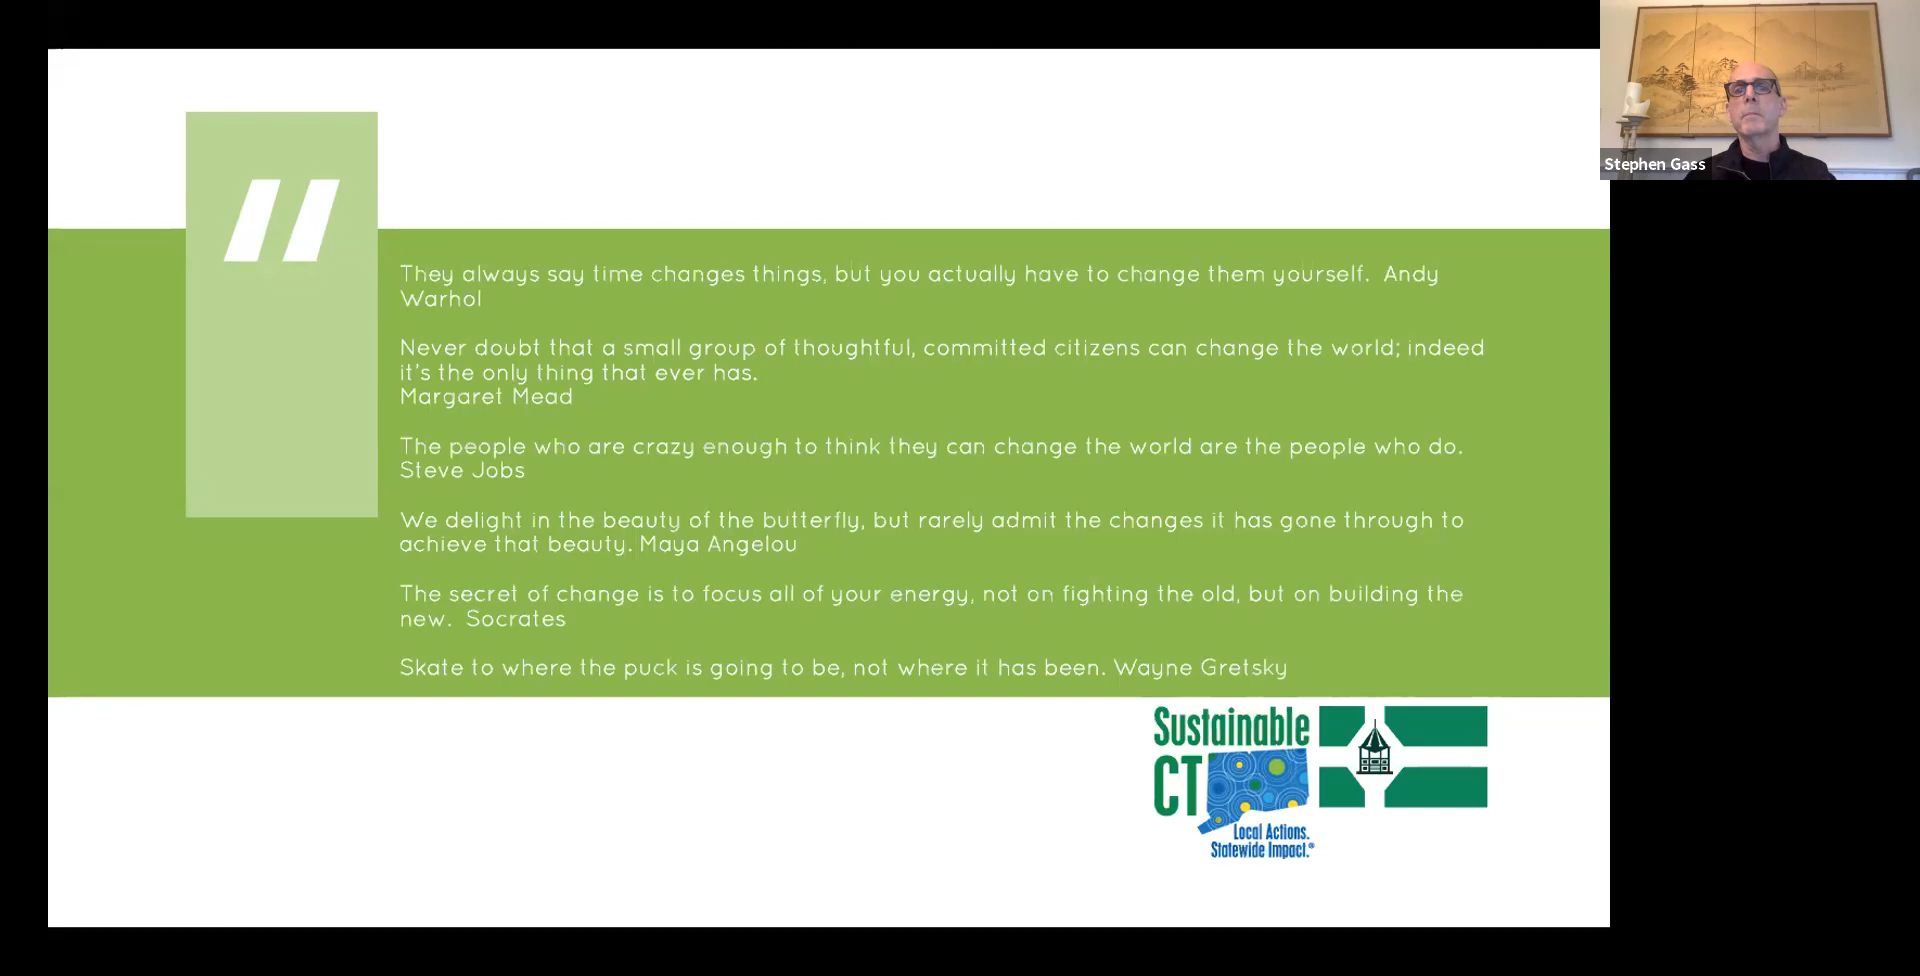 They always say time changes things, but you actually have to change them yourself.  Andy
Warhol
Never doubt that a small group of thoughtful, committed citizens can change the world; indeed
it's the only thing that ever has.
Margaret Mead
The people who are crazy enough to think they can change the world are the people who do.
Steve Jobs
We delight in the beauty of the butterfly, but rarely admit the changes it has gone through to
achieve that beauty. Maya Angelou
The secret of change is to focus all of your energy, not on fighting the old, but on building the
new.  Socrates
Skate to where the puck is going to be, not where it has been. Wayne Gretsky
Sustainable
CT
Local Actions.
Statewide Impact.®
Stephen Gass